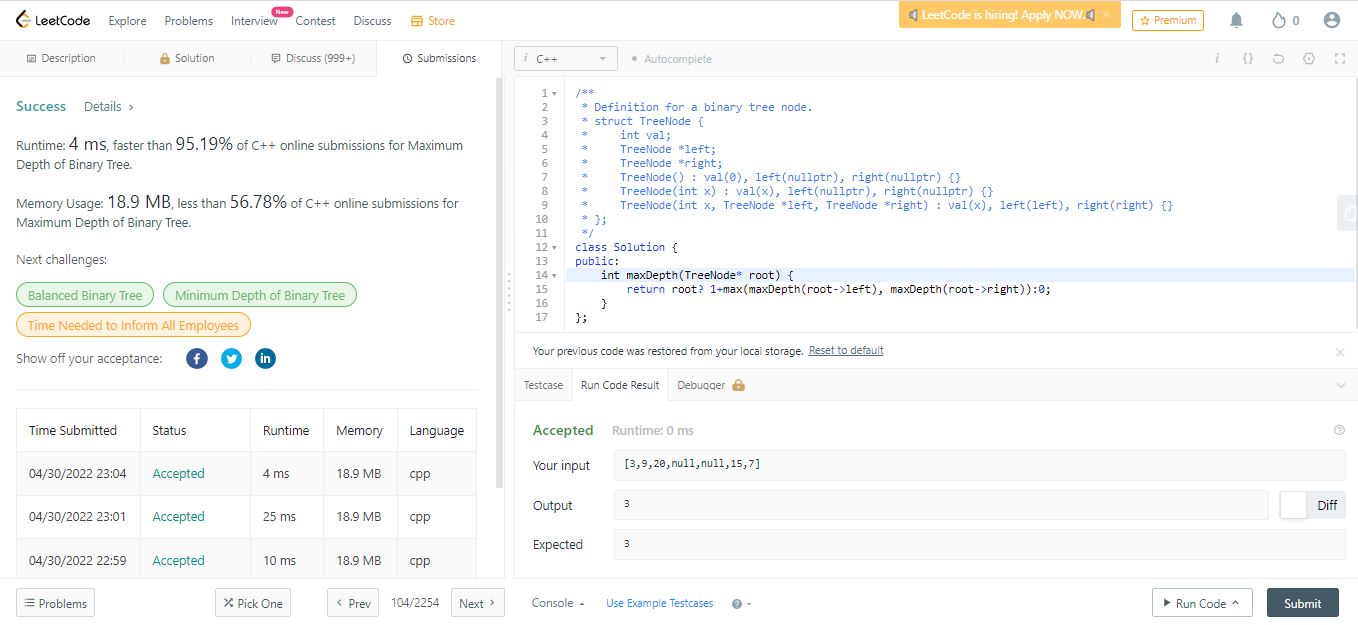 LeetCode
Explore
Problems
Interview
New
Contest
Discuss
Store
LeetCode is hiring! Apply NOW.
Premium
0
Description
Solution
Discuss (999+)
Submissions
Success
Details
Runtime: 4 ms, faster than 95.19% of C++ online submissions for Maximum
Depth of Binary Tree.
Memory Usage: 18.9 MB, less than 56.78% of C++ online submissions for
Maximum Depth of Binary Tree.
Next challenges:
Balanced Binary Tree
Minimum Depth of Binary Tree
Time Needed to Inform All Employees
Show off your acceptance:
Time Submitted Status Runtime Memory Language
04/30/2022 23:04 Accepted 4 ms 18.9 MB cpp
04/30/2022 23:01 Accepted 25 ms 18.9 MB cpp
04/30/2022 22:59 Accepted 10 ms 18.9 MB cpp
Problems
Pick One
Prev
104/2254
Next
i C++
Autocomplete
1 /**
2 * Definition for a binary tree node.
3 * struct TreeNode {
4 * int val;
5 * TreeNode *left;
6 * TreeNode *right;
7 * TreeNode() : val(0), left(nullptr), right(nullptr) {}
8 * TreeNode(int x) : val(x), left(nullptr), right(nullptr) {}
9 * TreeNode(int x, TreeNode *left, TreeNode *right) : val(x), left(left), right(right) {}
10 * };
11 */
12 class Solution {
13 public:
14 int maxDepth(TreeNode* root) {
15 return root? 1+max(maxDepth(root->left), maxDepth(root->right)):0;
16 }
17 };
Your previous code was restored from your local storage. Reset to default
Testcase
Run Code Result
Debugger
Accepted Runtime: 0 ms
Your input [3,9,20,null,null,15,7]
Output 3
Diff
Expected 3
Console
Use Example Testcases
Run Code
Submit